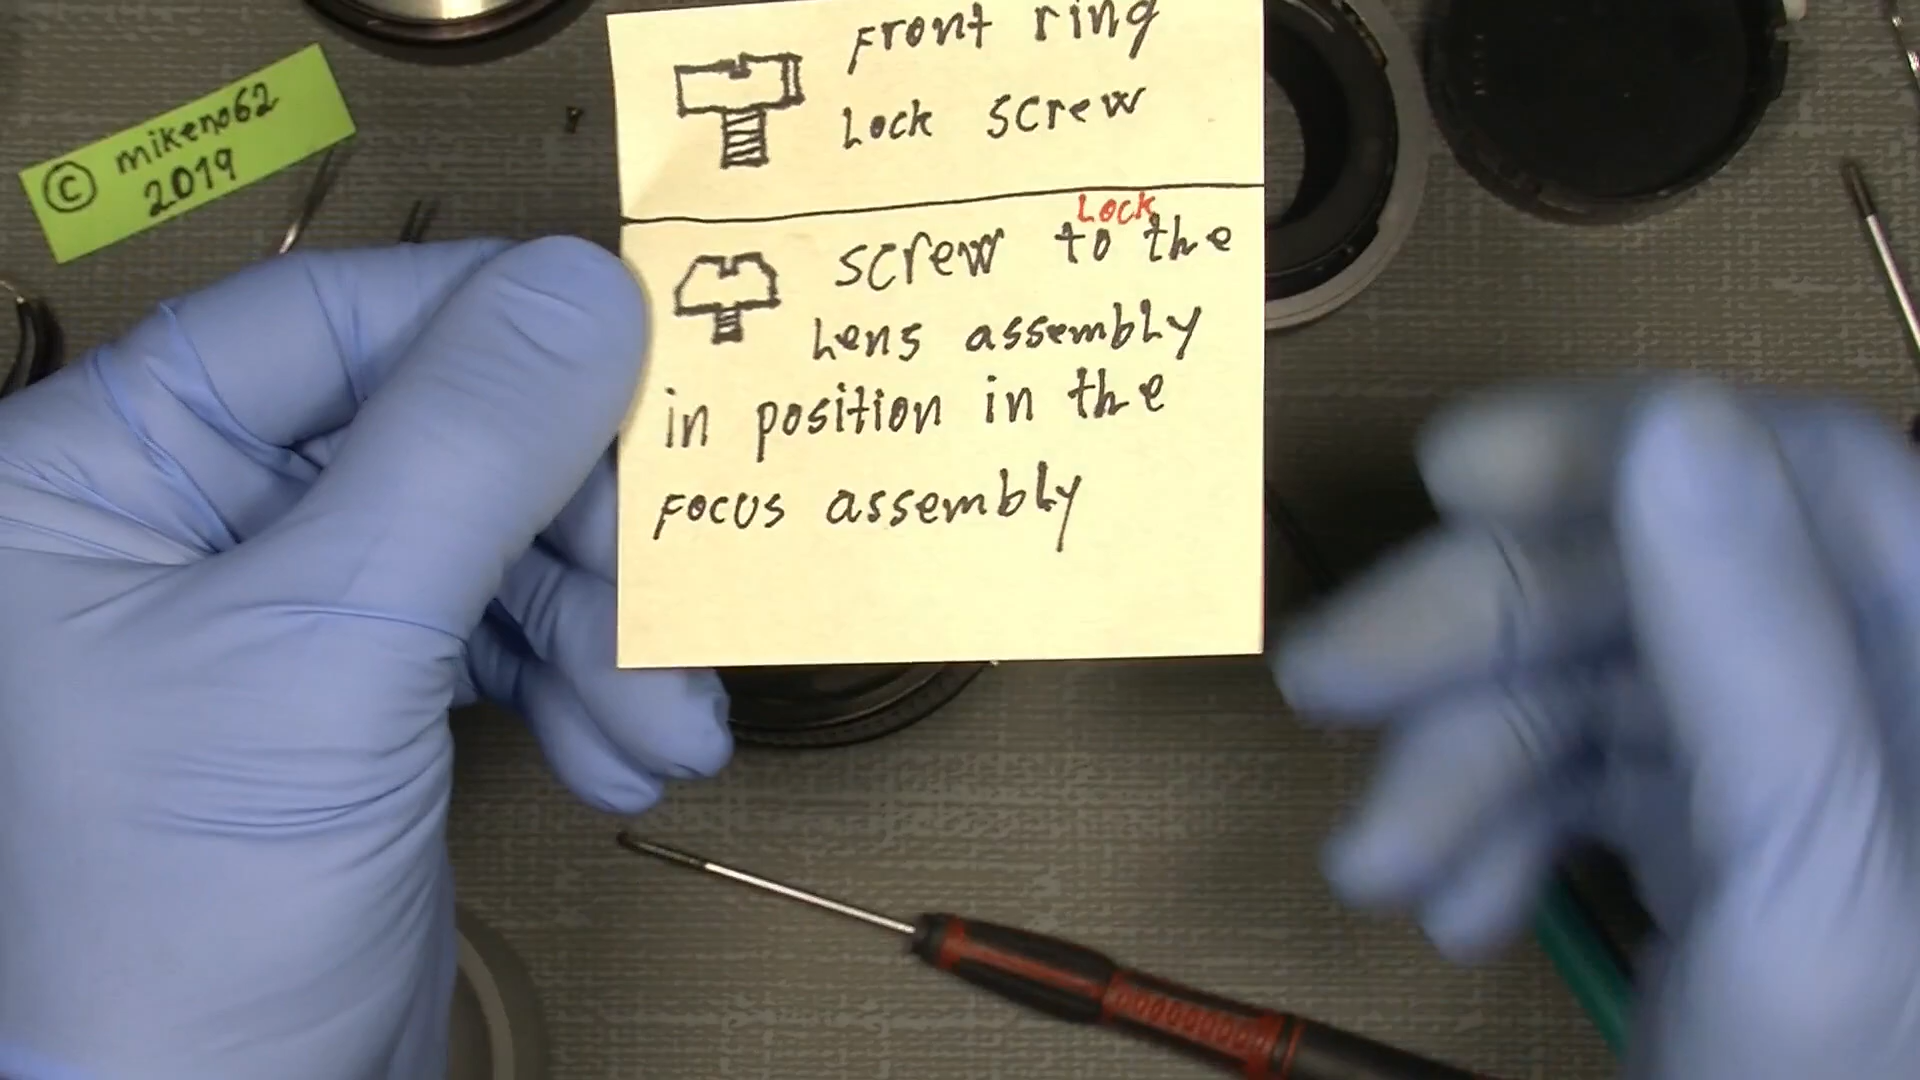 © mikeno62
2019
Front ring
Lock screw
Lock
screw to the
Lens assembly
in position in the
Focus assembly